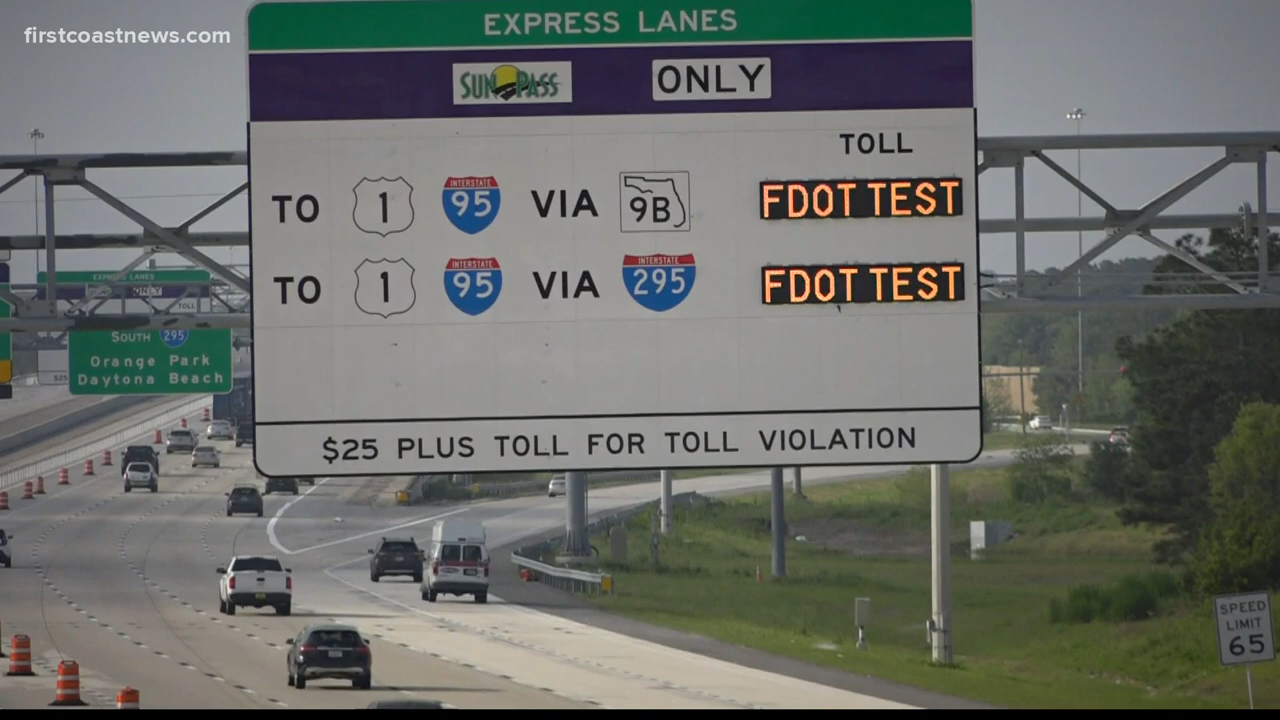 firstcoastnews.com
EXPRESS LANES
SUNPASS ONLY
TOLL
TO 1 INTERSTATE 95 VIA 9B FDOT TEST
TO 1 INTERSTATE 95 VIA INTERSTATE 295 FDOT TEST
$25 PLUS TOLL FOR TOLL VIOLATION
EXPRESS LANES
ONLY
TOLL
SOUTH 295
Orange Park
Daytona Beach
$25
SPEED
LIMIT
65